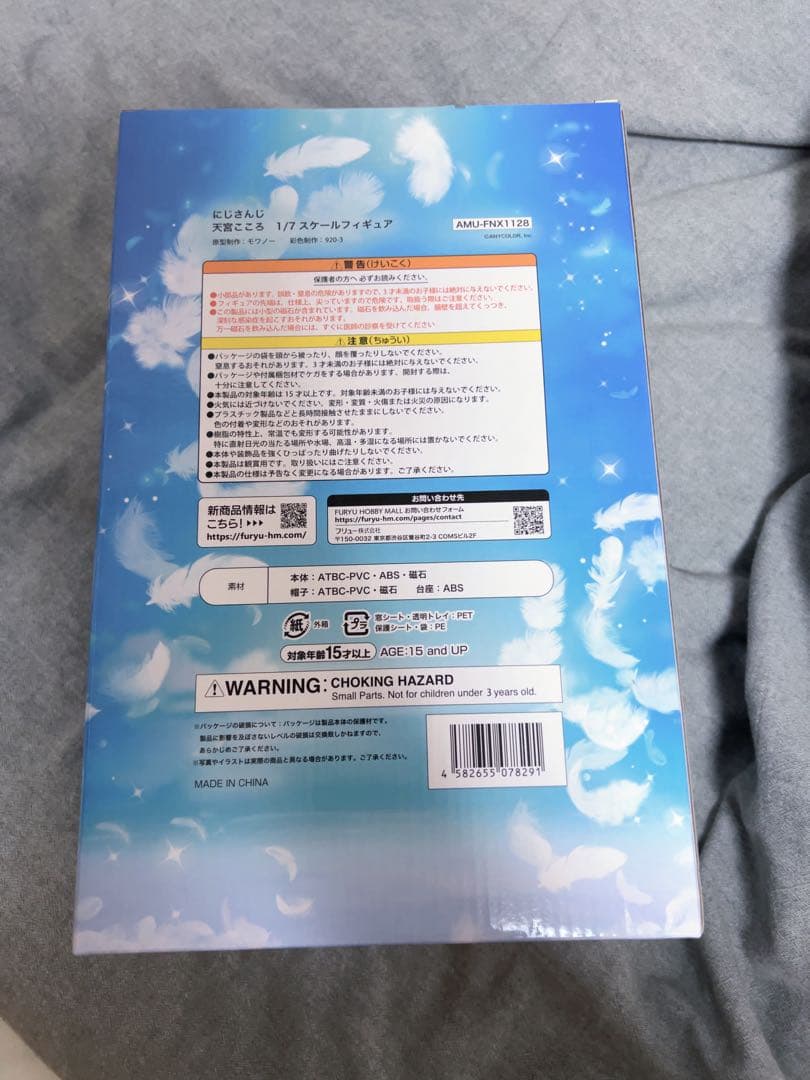 にじさんじ
天宮こころ 1/7 スケールフィギュア
AMU-FNX1128
原型制作：モワノー 彩色制作：920-3
©ANYCOLOR, Inc.
⚠ 警告(けいこく)
保護者の方へ 必ずお読みください。
●小部品があります。誤飲・窒息の危険がありますので、3才未満のお子様には絶対に与えないでください。
●フィギュアの先端は、仕様上、尖っていますので危険です。取扱う際はご注意ください。
●この製品には小型の磁石が含まれています。磁石を飲み込んだ場合、腸壁を超えてくっつき、
深刻な感染症を起こすおそれがあります。
万一磁石を飲み込んだ場合には、すぐに医師の診察を受けてください
⚠ 注意(ちゅうい)
●パッケージの袋を頭から被ったり、顔を覆ったりしないでください。
窒息するおそれがあります。3才未満のお子様には絶対に与えないでください。
●パッケージや付属梱包材でケガをする場合があります。開封する際は、
十分に注意してください。
●本製品の対象年齢は15才以上です。対象年齢未満のお子様には与えないでください。
●火気には近づけないでください。変形・変質・火傷または火災の原因になります。
●プラスチック製品などと長時間接触させたままにしないでください。
色の付着や変形などのおそれがあります。
●樹脂の特性上、常温でも変形する可能性があります。
特に直射日光の当たる場所や水場、高温・多湿になる場所には置かないでください。
●本体や装飾品を強くひっぱったり曲げたりしないでください。
●本製品は観賞用です。取り扱いにはご注意ください。
●本製品の仕様は予告なく変更になる場合があります。ご了承ください。
新商品情報は
こちら！▶▶▶
https://furyu-hm.com/
お問い合わせ先
FURYU HOBBY MALL お問い合わせフォーム
https://furyu-hm.com/pages/contact
フリュー株式会社
〒150-0032 東京都渋谷区鶯谷町2-3 COMSビル2F
素材
本体：ATBC-PVC・ABS・磁石
帽子：ATBC-PVC・磁石 台座：ABS
紙 外箱
プラ 窓シート・透明トレイ：PET
保護シート・袋：PE
対象年齢15才以上 AGE:15 and UP
⚠WARNING: CHOKING HAZARD
Small Parts. Not for children under 3 years old.
※パッケージの破損について：パッケージは製品本体の保護材です。
製品に影響を及ぼさないレベルの破損は交換致しかねますので、
あらかじめご了承ください。
※写真やイラストは実際の商品と異なる場合があります。ご了承ください。
MADE IN CHINA
4 582655 078291